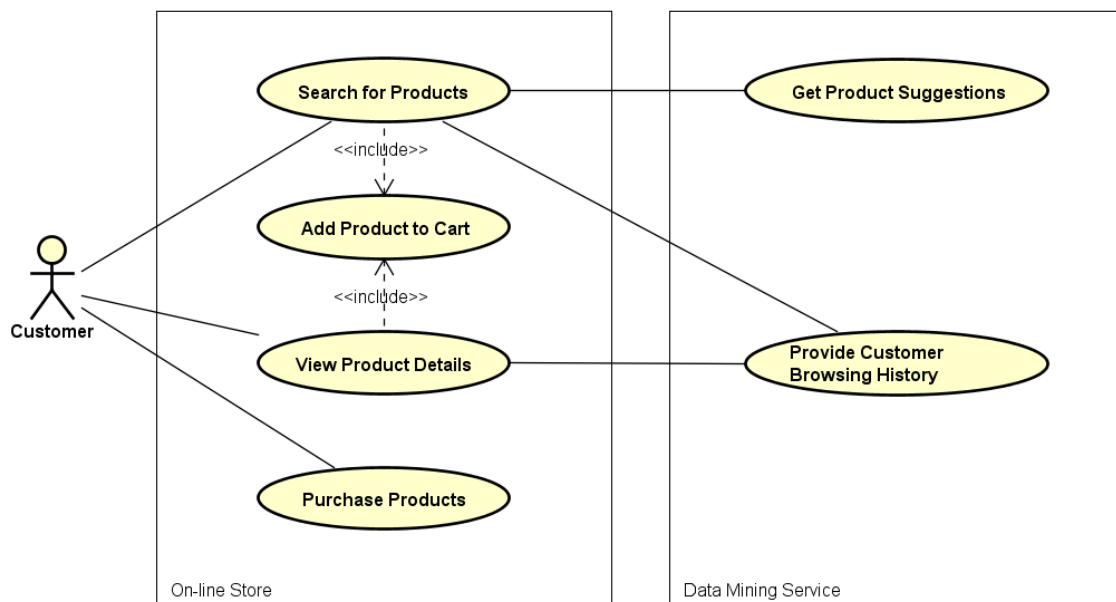 Search for Products
Get Product Suggestions
<<include>>
Add Product to Cart
<<include>>
Customer
View Product Details
Provide Customer
Browsing History
Purchase Products
On-line Store
Data Mining Service